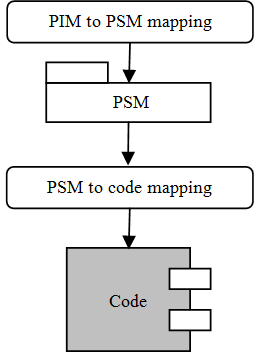 PIM to PSM mapping
PSM
PSM to code mapping
Code